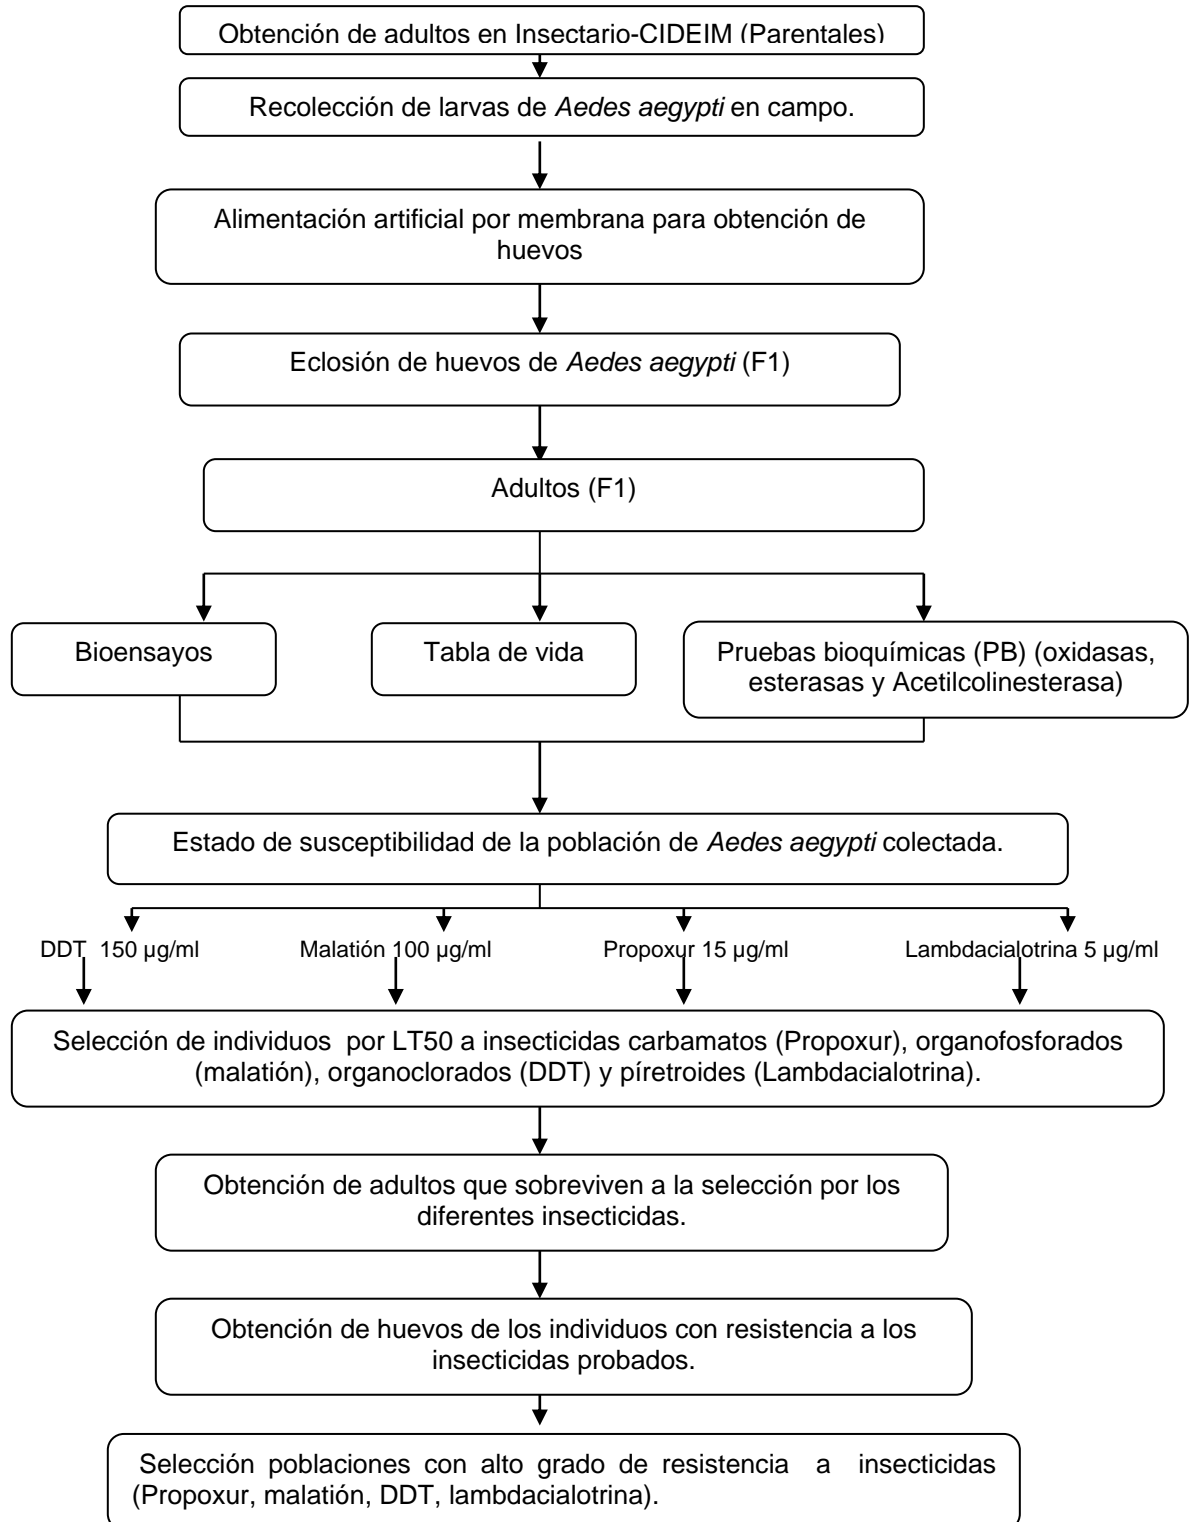 Obtención de adultos en Insectario-CIDEIM (Parentales)
Recolección de larvas de Aedes aegypti en campo.
Alimentación artificial por membrana para obtención de
huevos
Eclosión de huevos de Aedes aegypti (F1)
Adultos (F1)
Bioensayos
Tabla de vida
Pruebas bioquímicas (PB) (oxidasas,
esterasas y Acetilcolinesterasa)
Estado de susceptibilidad de la población de Aedes aegypti colectada.
DDT 150 µg/ml
Malatión 100 µg/ml
Propoxur 15 µg/ml
Lambdacialotrina 5 µg/ml
Selección de individuos por LT50 a insecticidas carbamatos (Propoxur), organofosforados
(malatión), organoclorados (DDT) y píretroides (Lambdacialotrina).
Obtención de adultos que sobreviven a la selección por los
diferentes insecticidas.
Obtención de huevos de los individuos con resistencia a los
insecticidas probados.
Selección poblaciones con alto grado de resistencia a insecticidas
(Propoxur, malatión, DDT, lambdacialotrina).